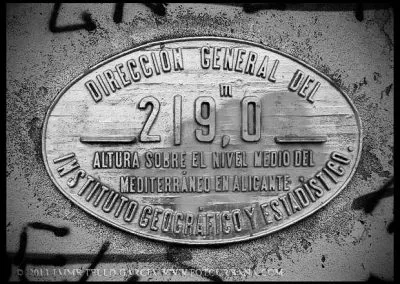 DIRECCIÓN GENERAL DEL
219,0 m
ALTURA SOBRE EL NIVEL MEDIO DEL
MEDITERRÁNEO EN ALICANTE
INSTITUTO GEOGRÁFICO Y ESTADÍSTICO.